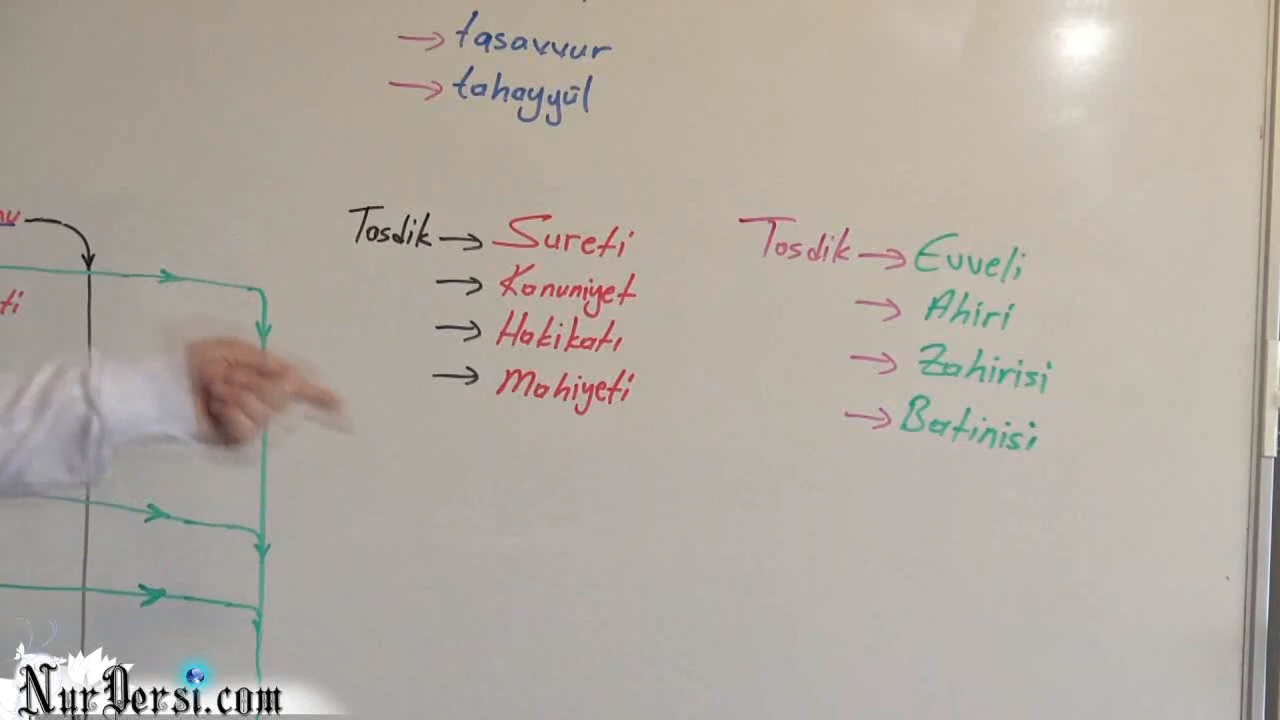 → tasavvur
→ tahayyül
Tasdik → Sureti
→ Kanuniyet
→ Hakikatı
→ Mahiyeti
Tasdik → Evveli
→ Ahiri
→ Zahirisi
→ Batinisi
NurDersi.com